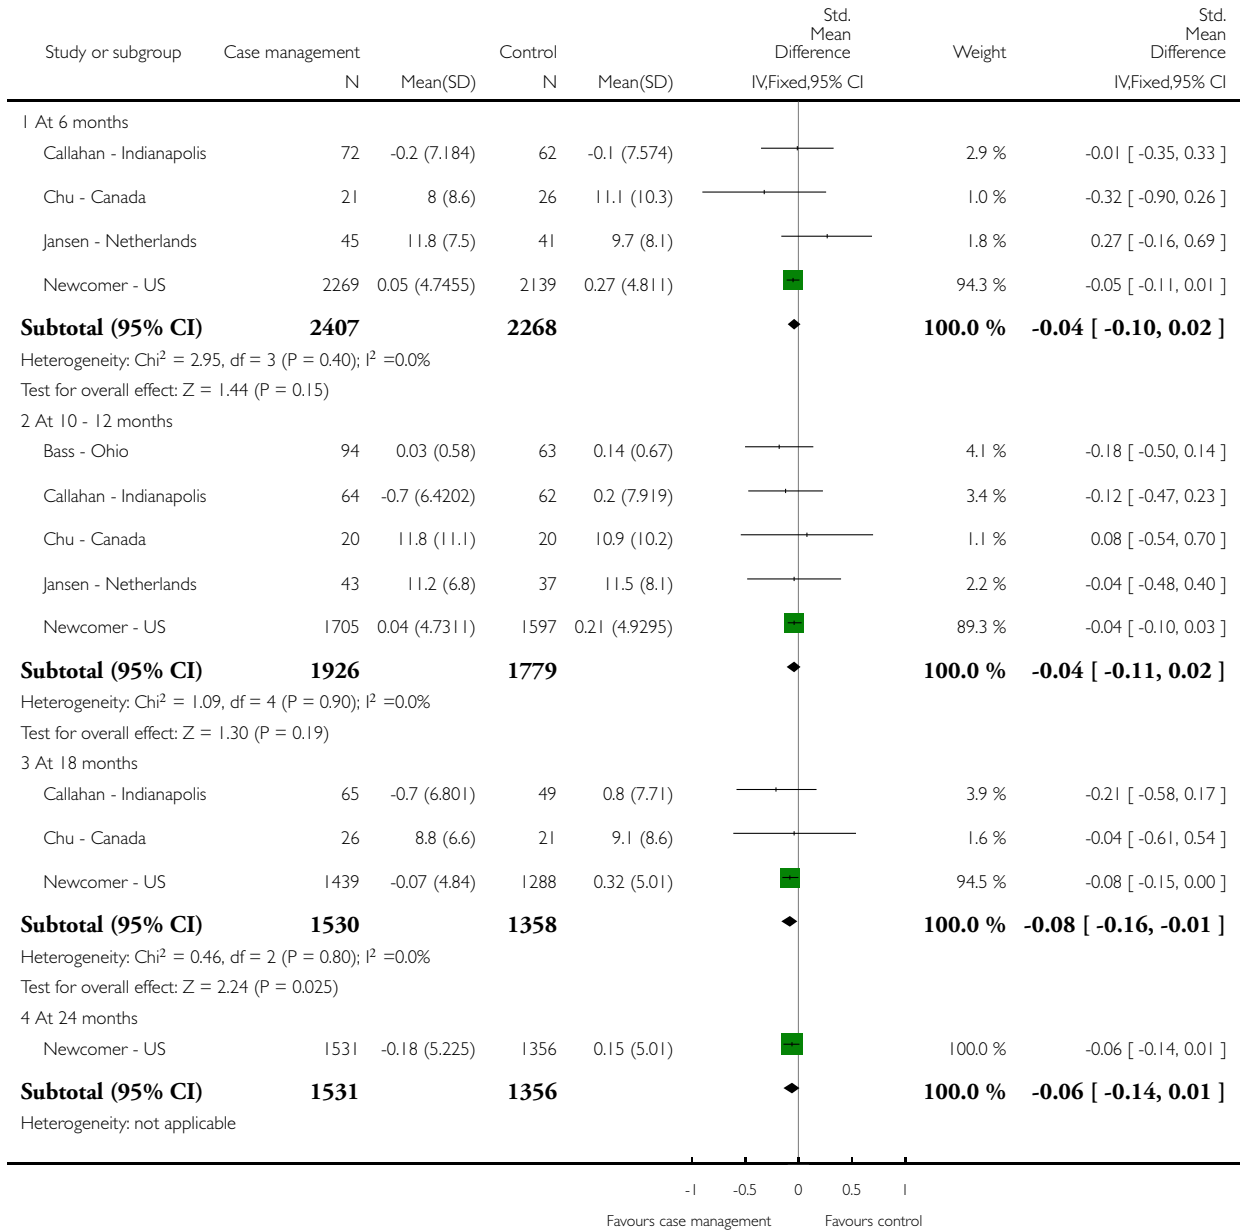 Std. Mean Difference Std. Mean Difference
Study or subgroup Case management Control Weight
N Mean(SD) N Mean(SD) IV,Fixed,95% CI IV,Fixed,95% CI
1 At 6 months
Callahan - Indianapolis 72 -0.2 (7.184) 62 -0.1 (7.574) 2.9 % -0.01 [ -0.35, 0.33 ]
Chu - Canada 21 8 (8.6) 26 11.1 (10.3) 1.0 % -0.32 [ -0.90, 0.26 ]
Jansen - Netherlands 45 11.8 (7.5) 41 9.7 (8.1) 1.8 % 0.27 [ -0.16, 0.69 ]
Newcomer - US 2269 0.05 (4.7455) 2139 0.27 (4.811) 94.3 % -0.05 [ -0.11, 0.01 ]
Subtotal (95% CI) 2407 2268 100.0 % -0.04 [ -0.10, 0.02 ]
Heterogeneity: Chi² = 2.95, df = 3 (P = 0.40); I² =0.0%
Test for overall effect: Z = 1.44 (P = 0.15)
2 At 10 - 12 months
Bass - Ohio 94 0.03 (0.58) 63 0.14 (0.67) 4.1 % -0.18 [ -0.50, 0.14 ]
Callahan - Indianapolis 64 -0.7 (6.4202) 62 0.2 (7.919) 3.4 % -0.12 [ -0.47, 0.23 ]
Chu - Canada 20 11.8 (11.1) 20 10.9 (10.2) 1.1 % 0.08 [ -0.54, 0.70 ]
Jansen - Netherlands 43 11.2 (6.8) 37 11.5 (8.1) 2.2 % -0.04 [ -0.48, 0.40 ]
Newcomer - US 1705 0.04 (4.7311) 1597 0.21 (4.9295) 89.3 % -0.04 [ -0.10, 0.03 ]
Subtotal (95% CI) 1926 1779 100.0 % -0.04 [ -0.11, 0.02 ]
Heterogeneity: Chi² = 1.09, df = 4 (P = 0.90); I² =0.0%
Test for overall effect: Z = 1.30 (P = 0.19)
3 At 18 months
Callahan - Indianapolis 65 -0.7 (6.801) 49 0.8 (7.71) 3.9 % -0.21 [ -0.58, 0.17 ]
Chu - Canada 26 8.8 (6.6) 21 9.1 (8.6) 1.6 % -0.04 [ -0.61, 0.54 ]
Newcomer - US 1439 -0.07 (4.84) 1288 0.32 (5.01) 94.5 % -0.08 [ -0.15, 0.00 ]
Subtotal (95% CI) 1530 1358 100.0 % -0.08 [ -0.16, -0.01 ]
Heterogeneity: Chi² = 0.46, df = 2 (P = 0.80); I² =0.0%
Test for overall effect: Z = 2.24 (P = 0.025)
4 At 24 months
Newcomer - US 1531 -0.18 (5.225) 1356 0.15 (5.01) 100.0 % -0.06 [ -0.14, 0.01 ]
Subtotal (95% CI) 1531 1356 100.0 % -0.06 [ -0.14, 0.01 ]
Heterogeneity: not applicable
-1 -0.5 0 0.5 1
Favours case management Favours control